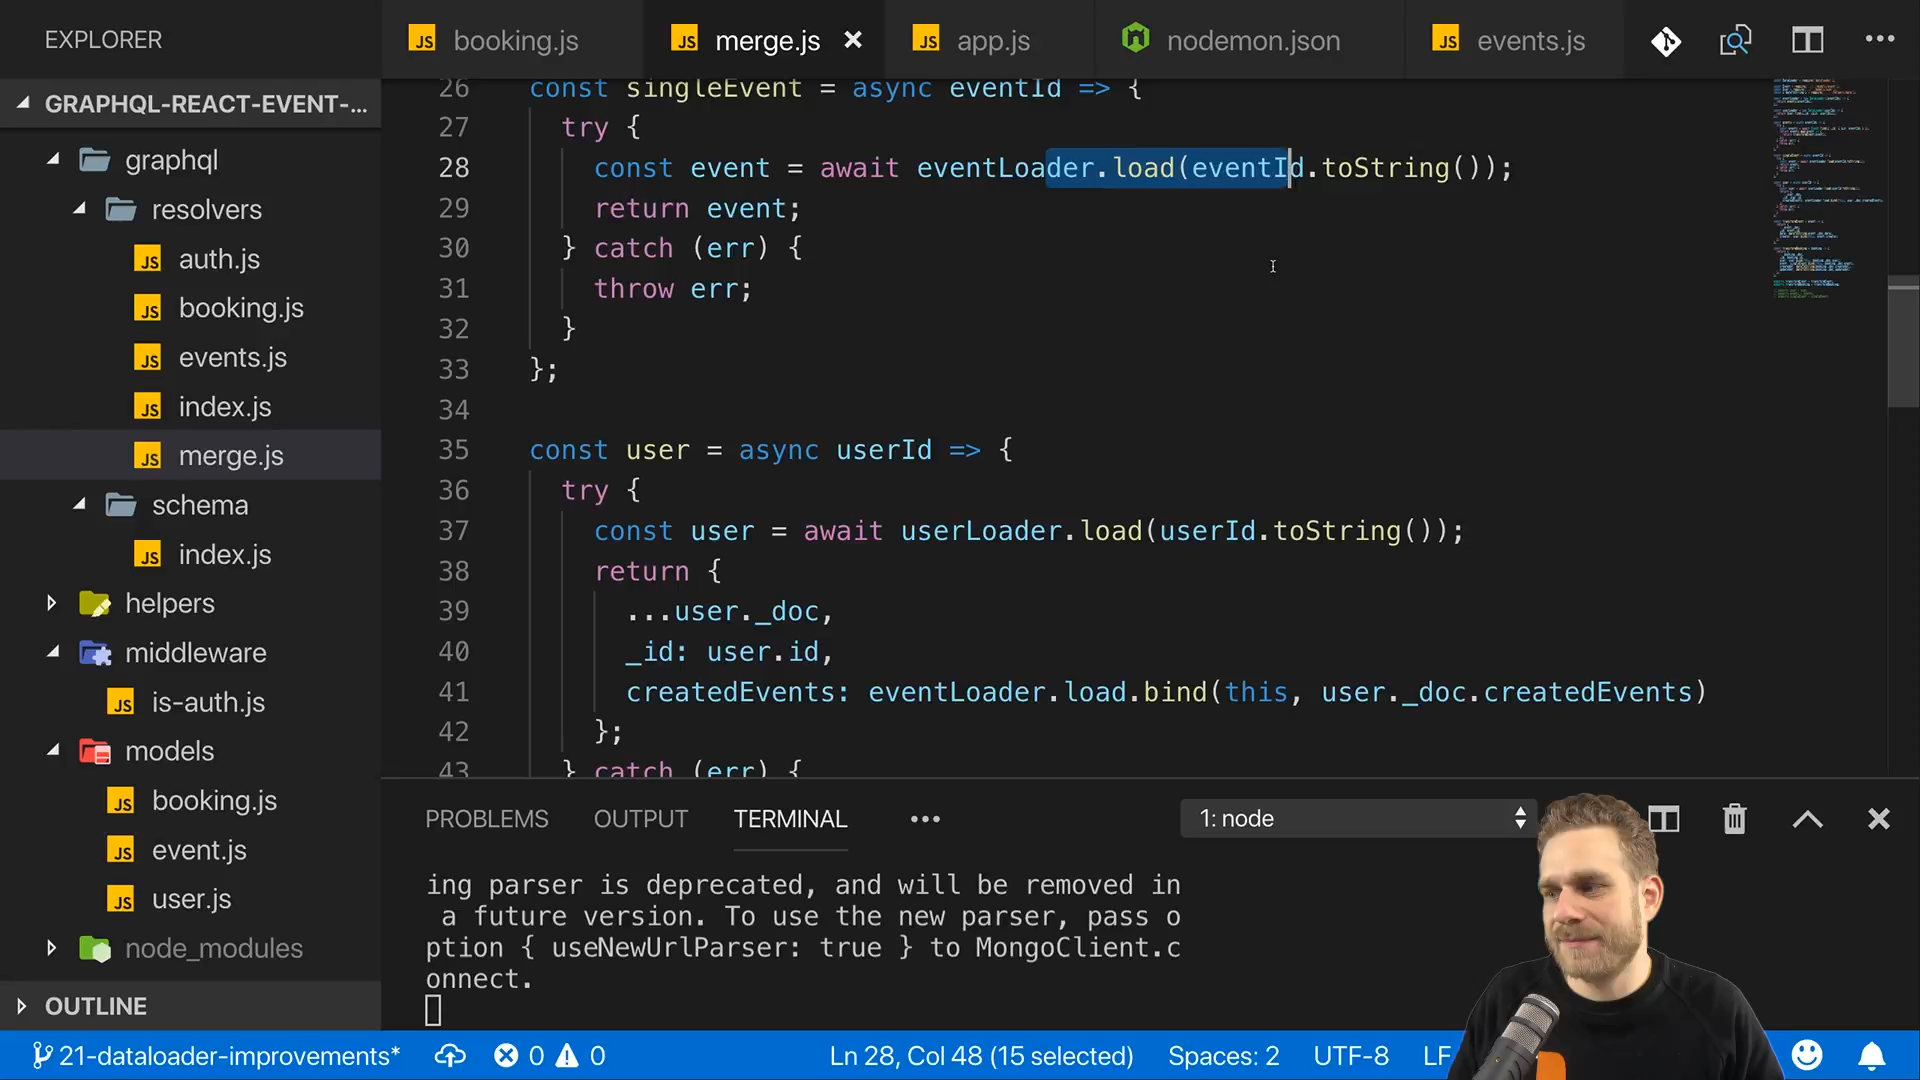 EXPLORER
booking.js
merge.js
app.js
nodemon.json
events.js
GRAPHQL-REACT-EVENT-...
graphql
resolvers
auth.js
booking.js
events.js
index.js
merge.js
schema
index.js
helpers
middleware
is-auth.js
models
booking.js
event.js
user.js
node_modules
OUTLINE
26 const singleEvent = async eventId => {
27 try {
28 const event = await eventLoader.load(eventId.toString());
29 return event;
30 } catch (err) {
31 throw err;
32 }
33 };
34
35 const user = async userId => {
36 try {
37 const user = await userLoader.load(userId.toString());
38 return {
39 ...user._doc,
40 _id: user.id,
41 createdEvents: eventLoader.load.bind(this, user._doc.createdEvents)
42 };
43 } catch (err) {
PROBLEMS OUTPUT TERMINAL ••• 1: node
ing parser is deprecated, and will be removed in
a future version. To use the new parser, pass o
ption { useNewUrlParser: true } to MongoClient.c
onnect.
21-dataloader-improvements* 0 0 Ln 28, Col 48 (15 selected) Spaces: 2 UTF-8 LF